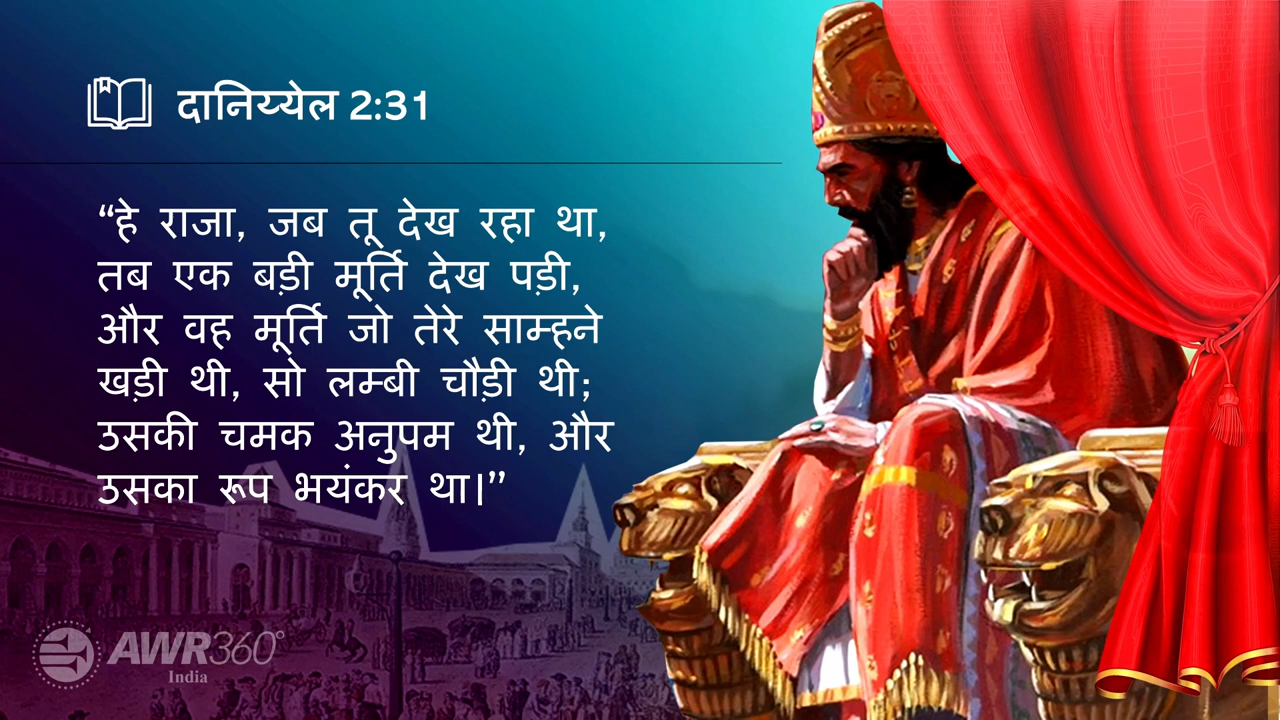 दानिय्येल 2:31
“हे राजा, जब तू देख रहा था,
तब एक बड़ी मूर्ति देख पड़ी,
और वह मूर्ति जो तेरे साम्हने
खड़ी थी, सो लम्बी चौड़ी थी;
उसकी चमक अनुपम थी, और
उसका रूप भयंकर था।”
AWR360°
India